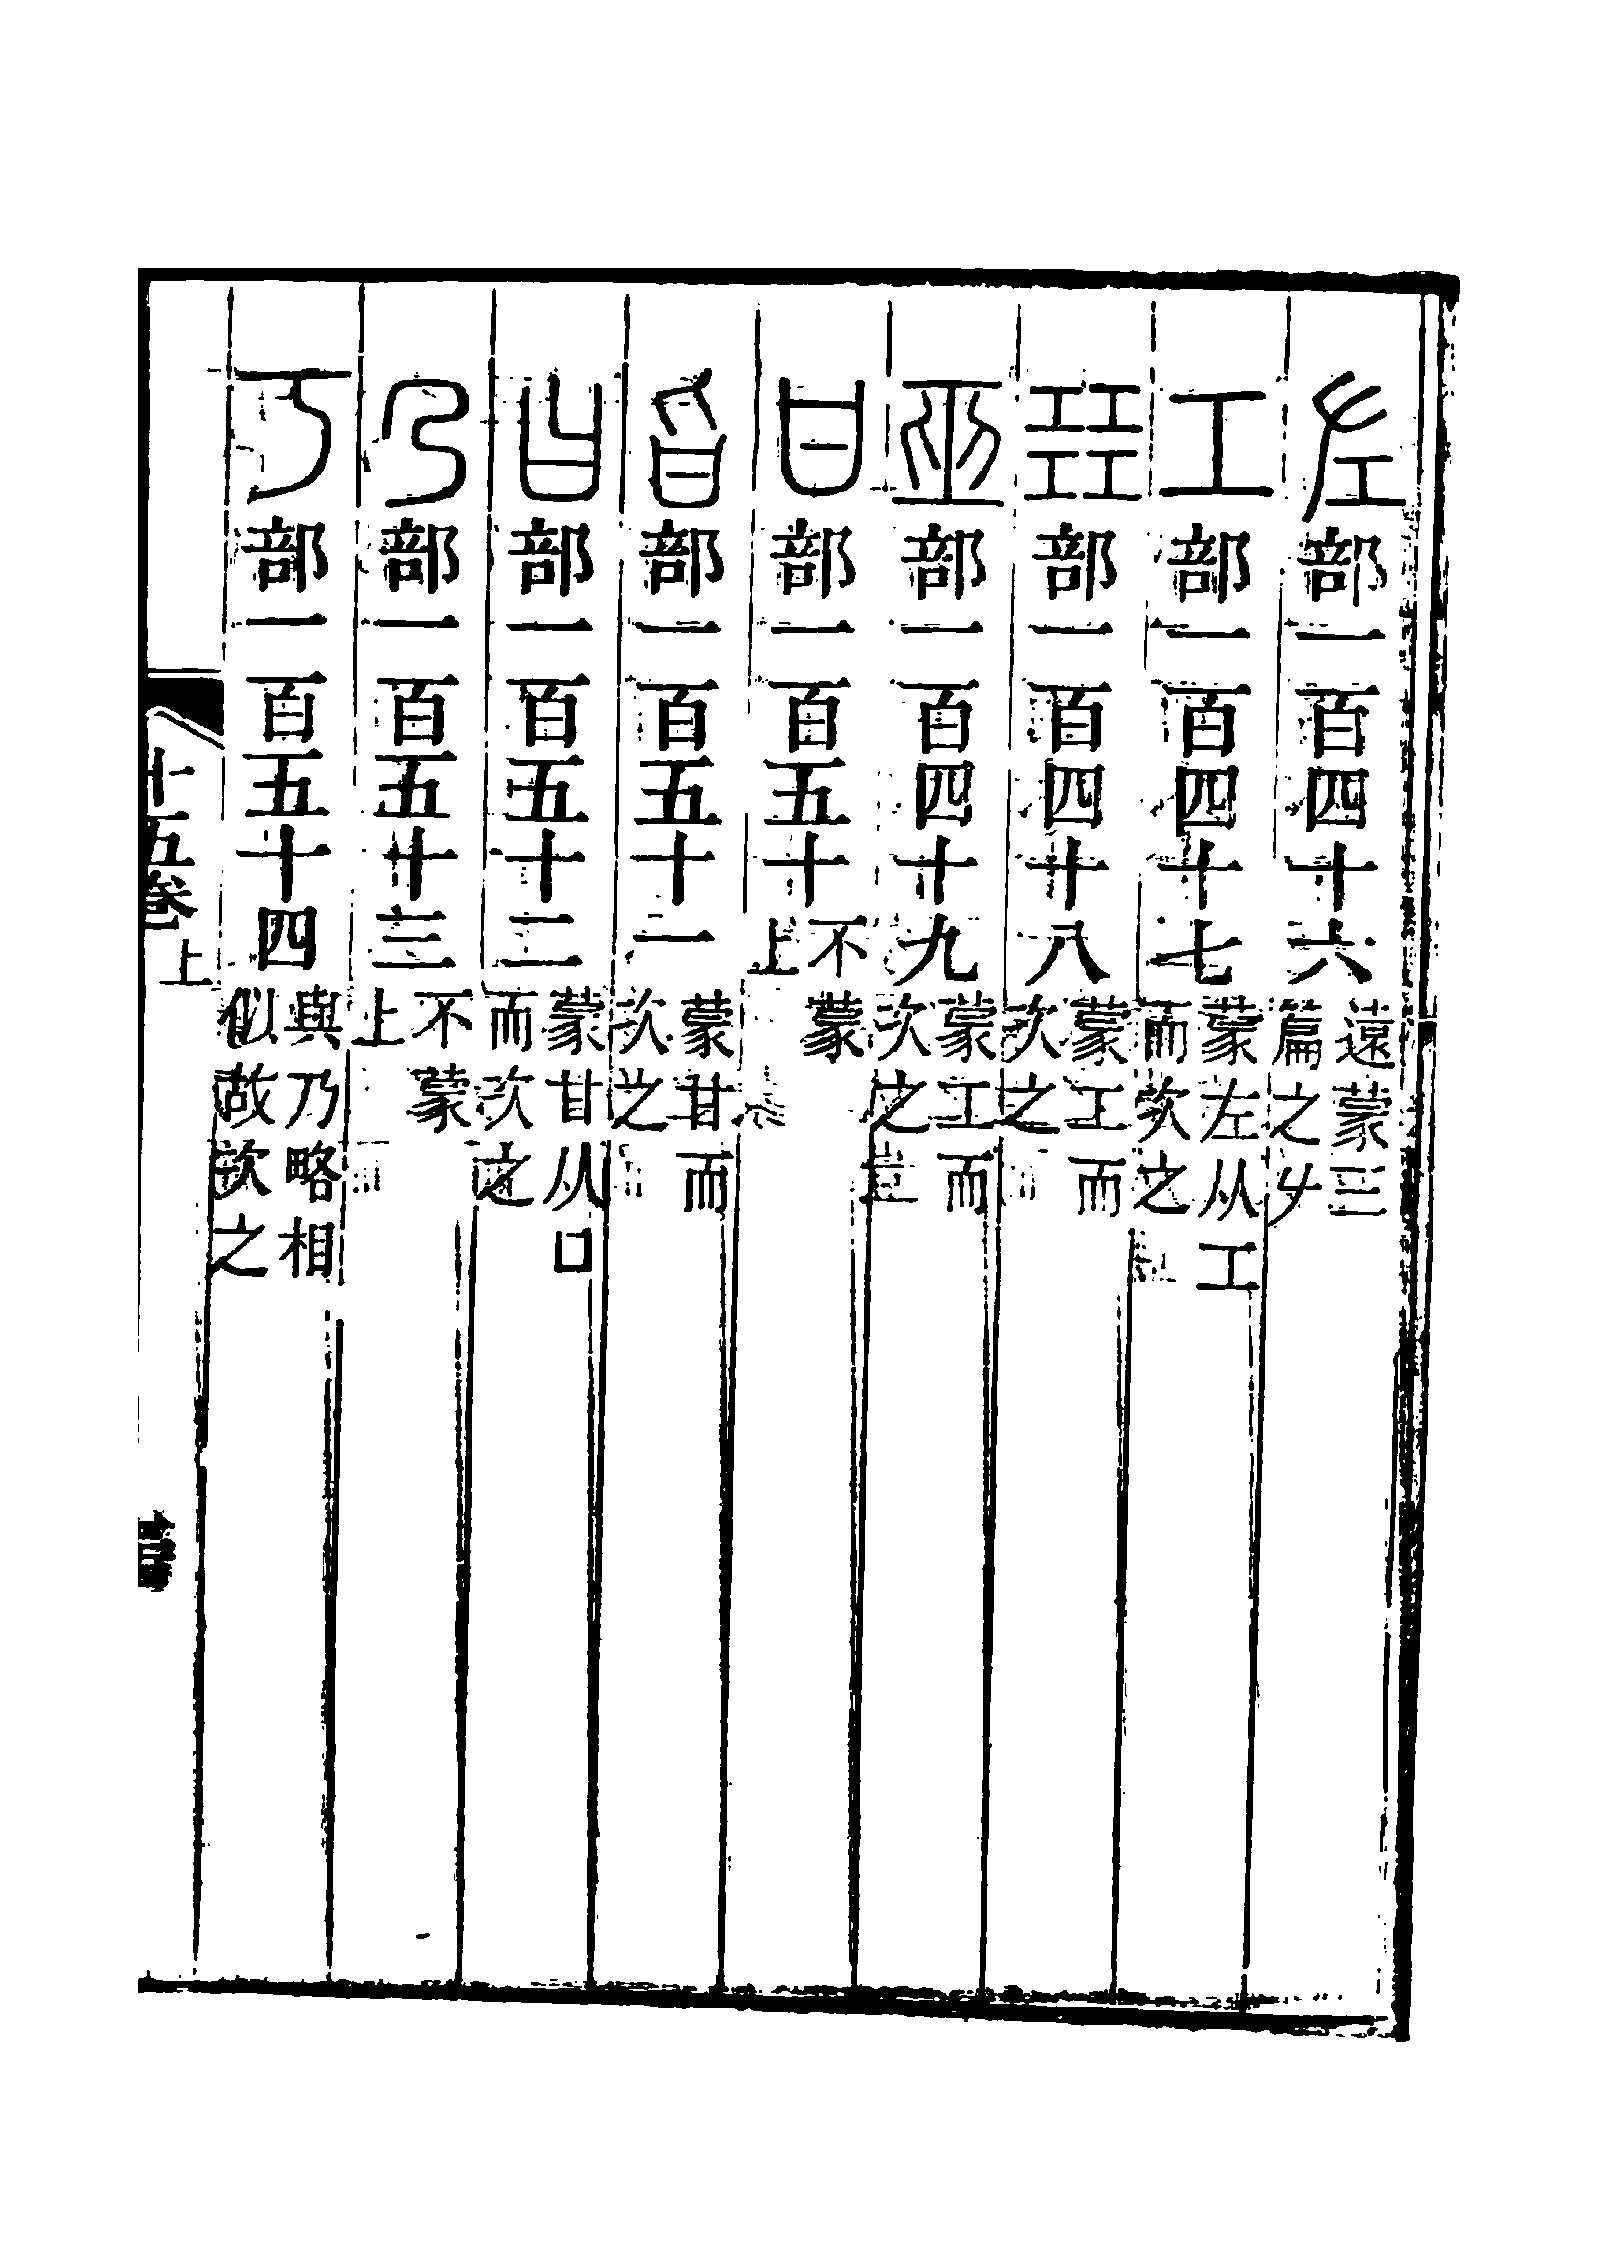 左部一百四十六遠蒙三篇之𠂇
工部一百四十七蒙左从工而次之
㠭部一百四十八蒙工而次之
巫部一百四十九蒙工而次之
甘部一百五十不蒙上
旨部一百五十一蒙甘而次之
曰部一百五十二蒙甘从口而次之
乃部一百五十三不蒙上
丂部一百五十四與乃略相似故次之
十五卷上